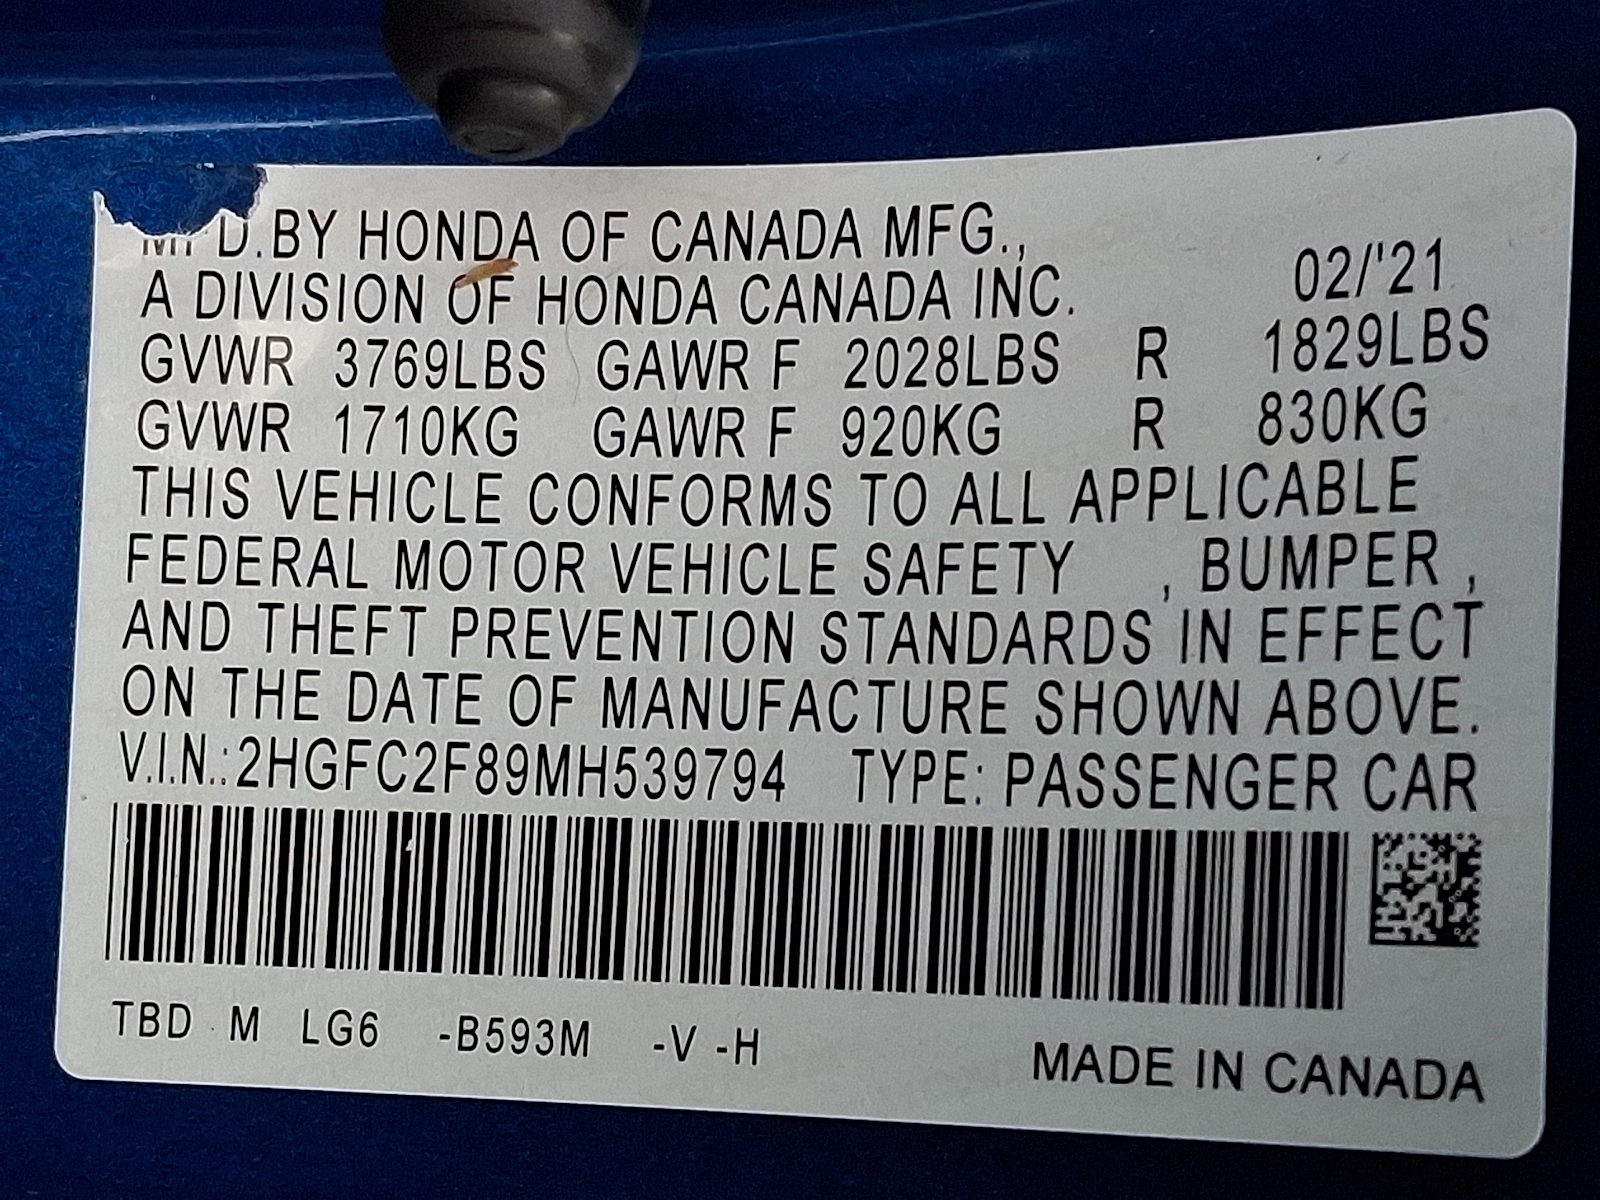 MFD.BY HONDA OF CANADA MFG.,
A DIVISION OF HONDA CANADA INC. 02/'21
GVWR 3769LBS GAWR F 2028LBS R 1829LBS
GVWR 1710KG GAWR F 920KG R 830KG
THIS VEHICLE CONFORMS TO ALL APPLICABLE
FEDERAL MOTOR VEHICLE SAFETY , BUMPER ,
AND THEFT PREVENTION STANDARDS IN EFFECT
ON THE DATE OF MANUFACTURE SHOWN ABOVE.
V.I.N.:2HGFC2F89MH539794 TYPE: PASSENGER CAR
TBD M LG6 -B593M -V -H
MADE IN CANADA